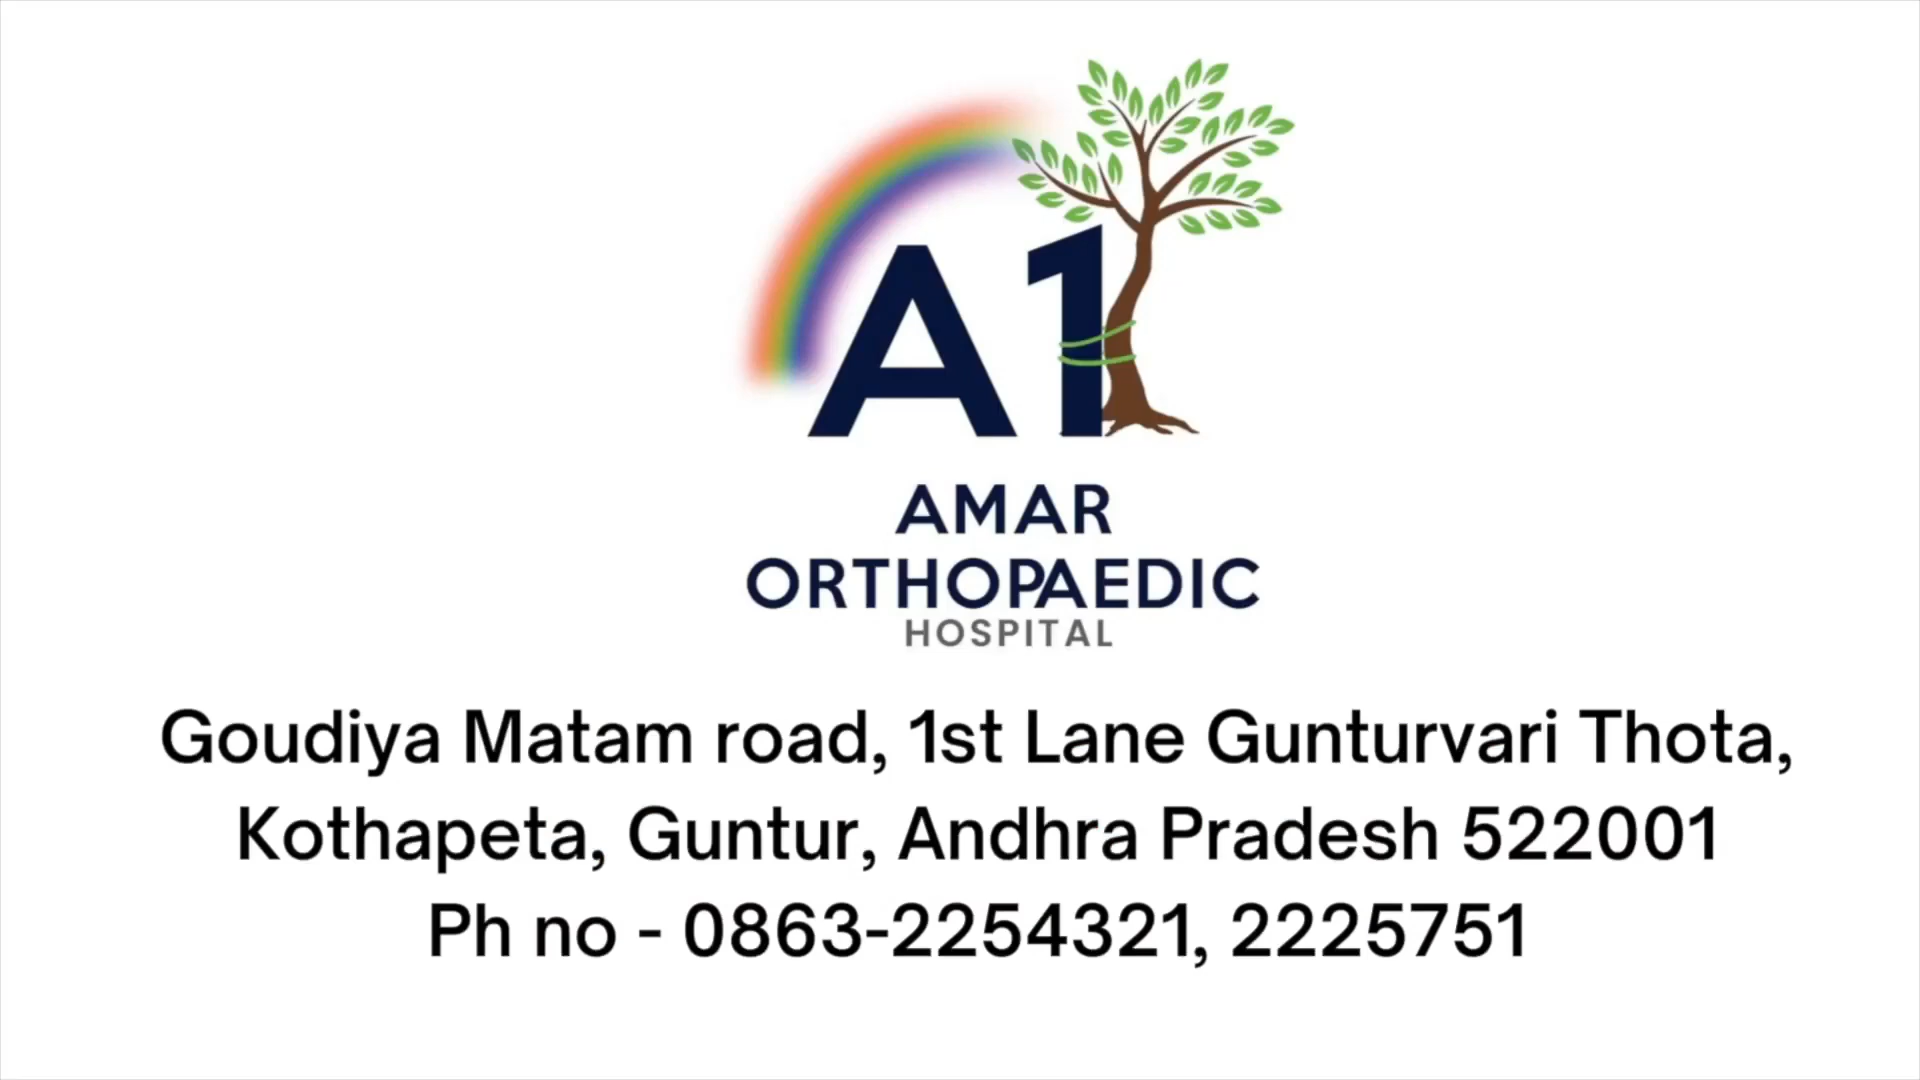 A1
AMAR
ORTHOPAEDIC
HOSPITAL
Goudiya Matam road, 1st Lane Gunturvari Thota,
Kothapeta, Guntur, Andhra Pradesh 522001
Ph no - 0863-2254321, 2225751